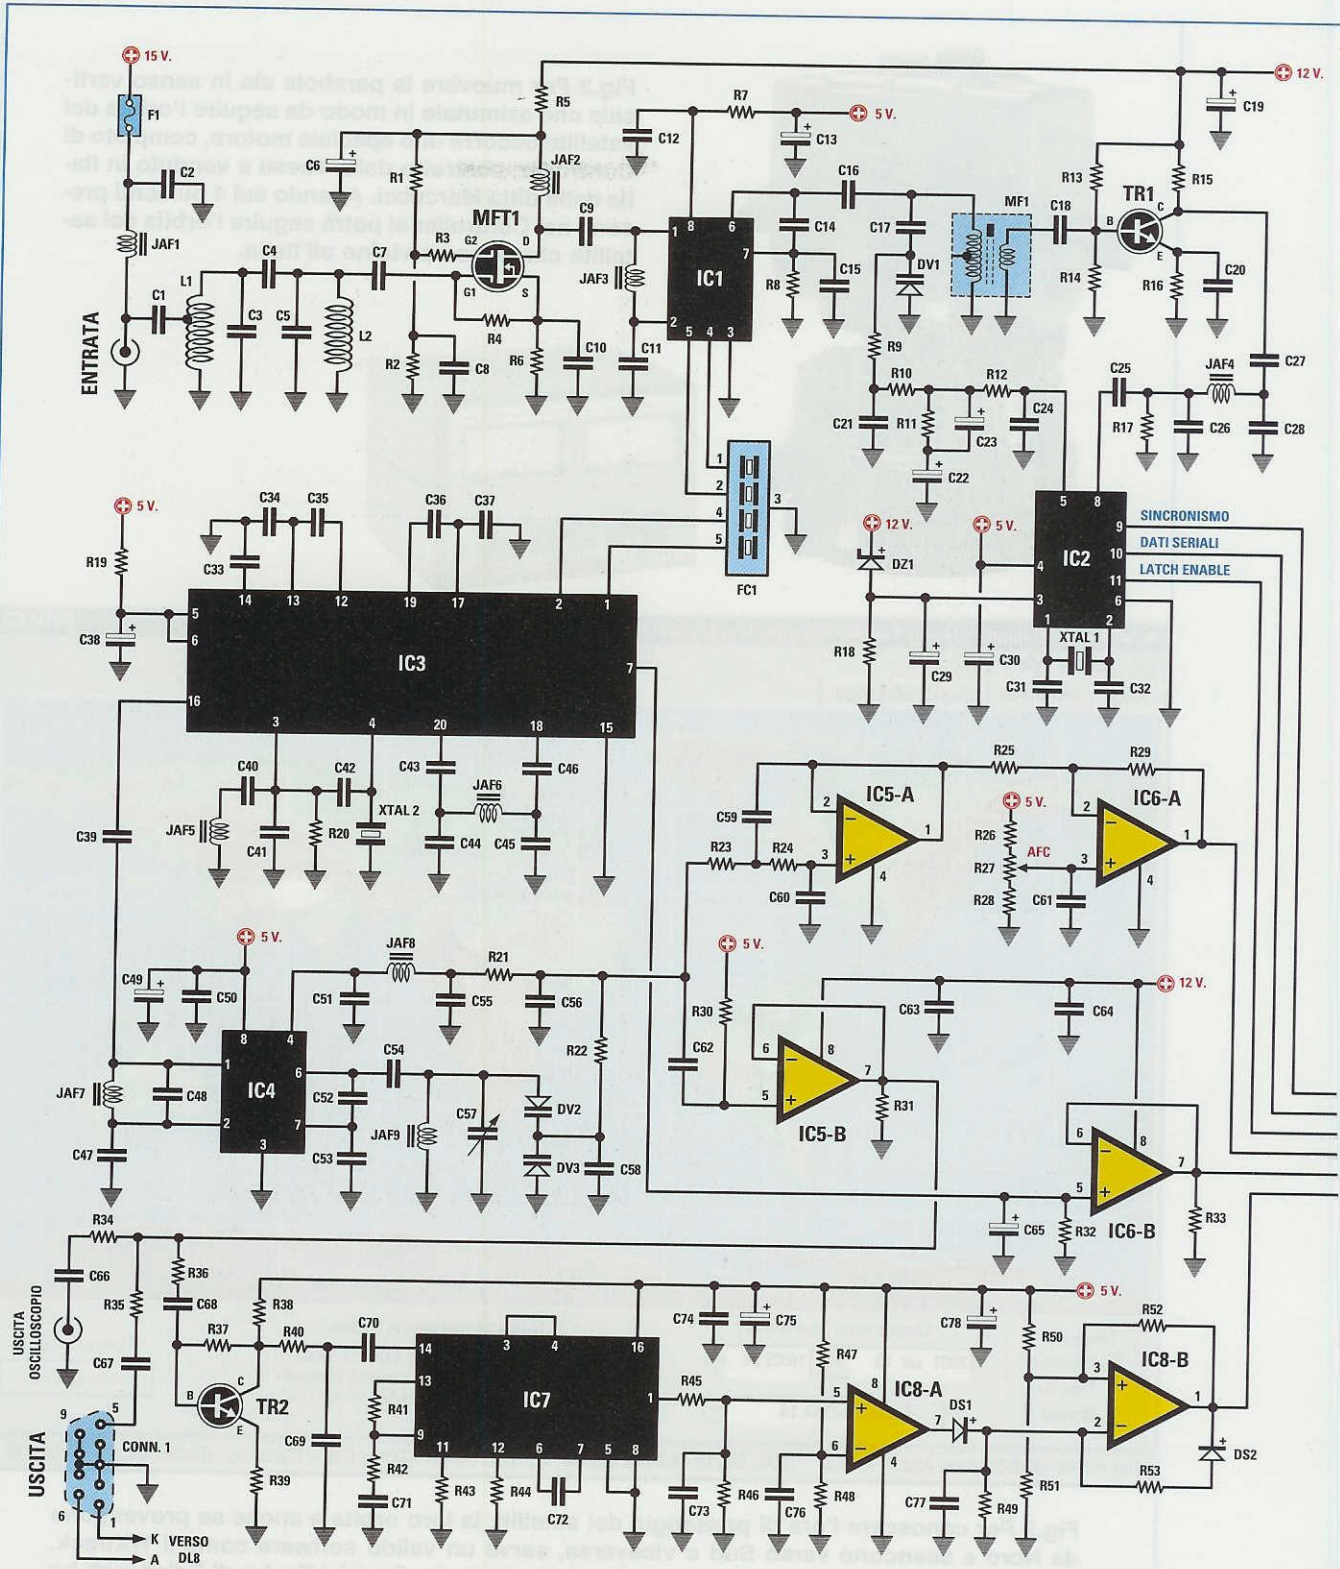 15 V.
12 V.
F1
R5
R7
5 V.
C19
C12
C13
C6
R1
JAF2
C2
C16
R13
R15
TR1
MFT1
C9
MF1
C18
C
B
E
JAF1
R3
G2
D
8
6
C14
C17
C4
C7
1
JAF3
IC1
7
DV1
R14
R16
C20
C1
L1
G1
S
R8
C15
C3
C5
L2
R4
2
5
4
3
R2
C8
R6
C10
C11
R9
ENTRATA
R10
R12
C25
JAF4
C27
C21
R11
C23
C24
R17
C26
C28
C22
1
2
4
5
3
FC1
5 V.
C34
C35
C36
C37
12 V.
5 V.
5
8
9
SINCRONISMO
R19
C33
DZ1
4
IC2
10
DATI SERIALI
11
LATCH ENABLE
14
13
12
19
17
2
1
3
6
5
6
1
2
C38
IC3
7
R18
C29
C30
XTAL 1
C31
C32
16
3
4
20
18
15
C40
C42
C43
JAF6
C46
R25
R29
JAF5
C41
R20
XTAL 2
C44
C45
C39
C59
2
IC5-A
1
5 V.
R26
R27
R28
AFC
2
IC6-A
1
R23
R24
3
4
3
4
C60
C61
5 V.
JAF8
R21
5 V.
12 V.
C49
C50
C51
C55
C56
R30
C63
C64
R22
C62
6
8
7
5
IC5-B
R31
8
4
1
IC4
6
C54
JAF7
C48
C52
C57
DV2
2
7
JAF9
3
C53
DV3
C58
C47
6
8
7
5
IC6-B
R33
C65
R32
R34
C66
R35
R36
C68
R38
5 V.
USCITA
OSCILLOSCOPIO
R37
R40
C70
C74
C75
C78
R52
C67
3
4
16
R47
R50
14
IC8-B
B
C
E
TR2
13
IC7
1
R45
5
8
IC8-A
3
1
9
5
R41
7
DS1
2
CONN. 1
C69
9
11
12
6
7
5
8
6
4
DS2
USCITA
R42
R39
R43
R44
C72
C71
C73
R46
C76
R48
C77
R49
R51
R53
6
1
K
VERSO
A
DL8